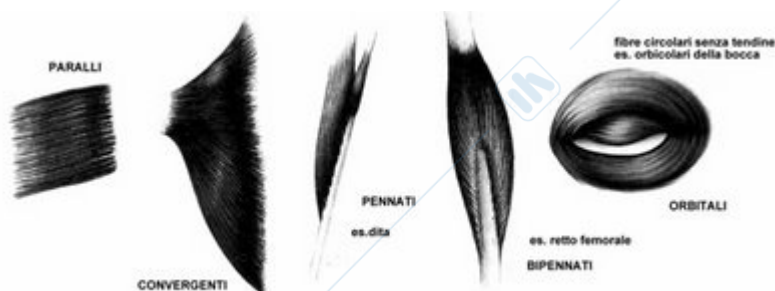 PARALLI
CONVERGENTI
PENNATI
es.dita
es. retto femorale
BIPENNATI
fibre circolari senza tendine
es. orbicolari della bocca
ORBITALI